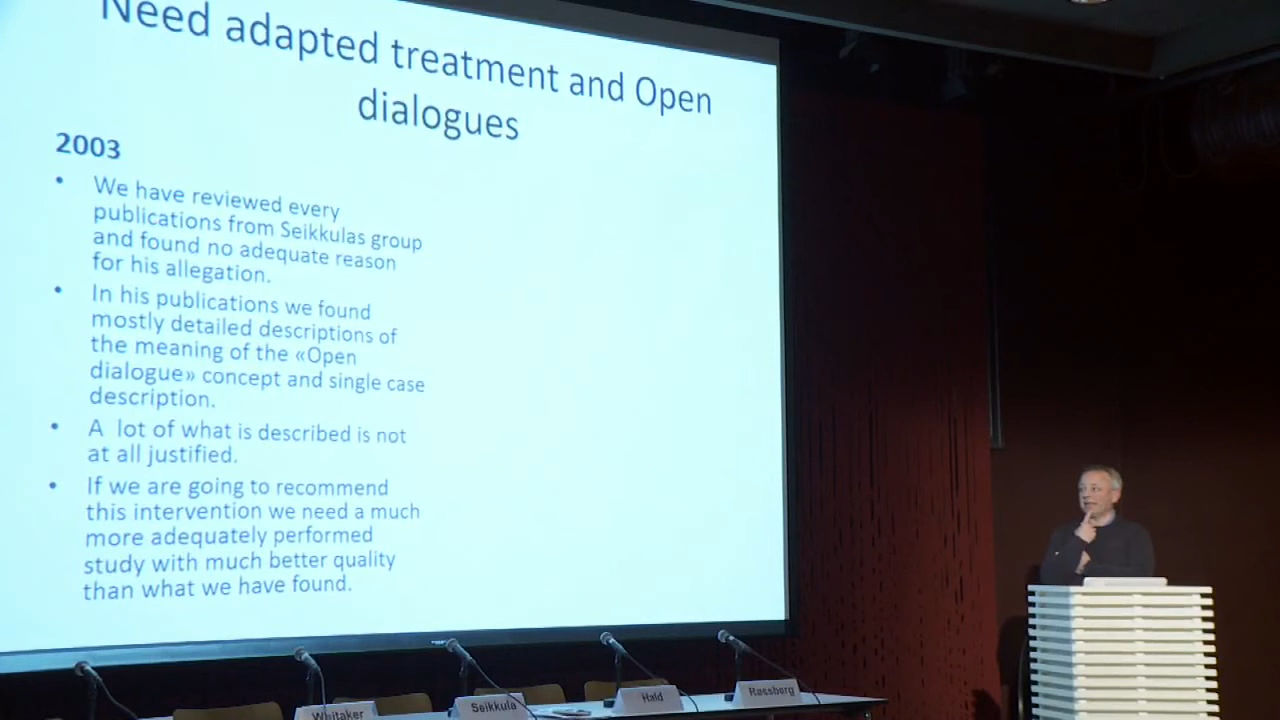 Need adapted treatment and Open
dialogues
2003
• We have reviewed every
publications from Seikkulas group
and found no adequate reason
for his allegation.
• In his publications we found
mostly detailed descriptions of
the meaning of the «Open
dialogue» concept and single case
description.
• A lot of what is described is not
at all justified.
• If we are going to recommend
this intervention we need a much
more adequately performed
study with much better quality
than what we have found.
Whitaker
Seikkula
Hald
Røssberg